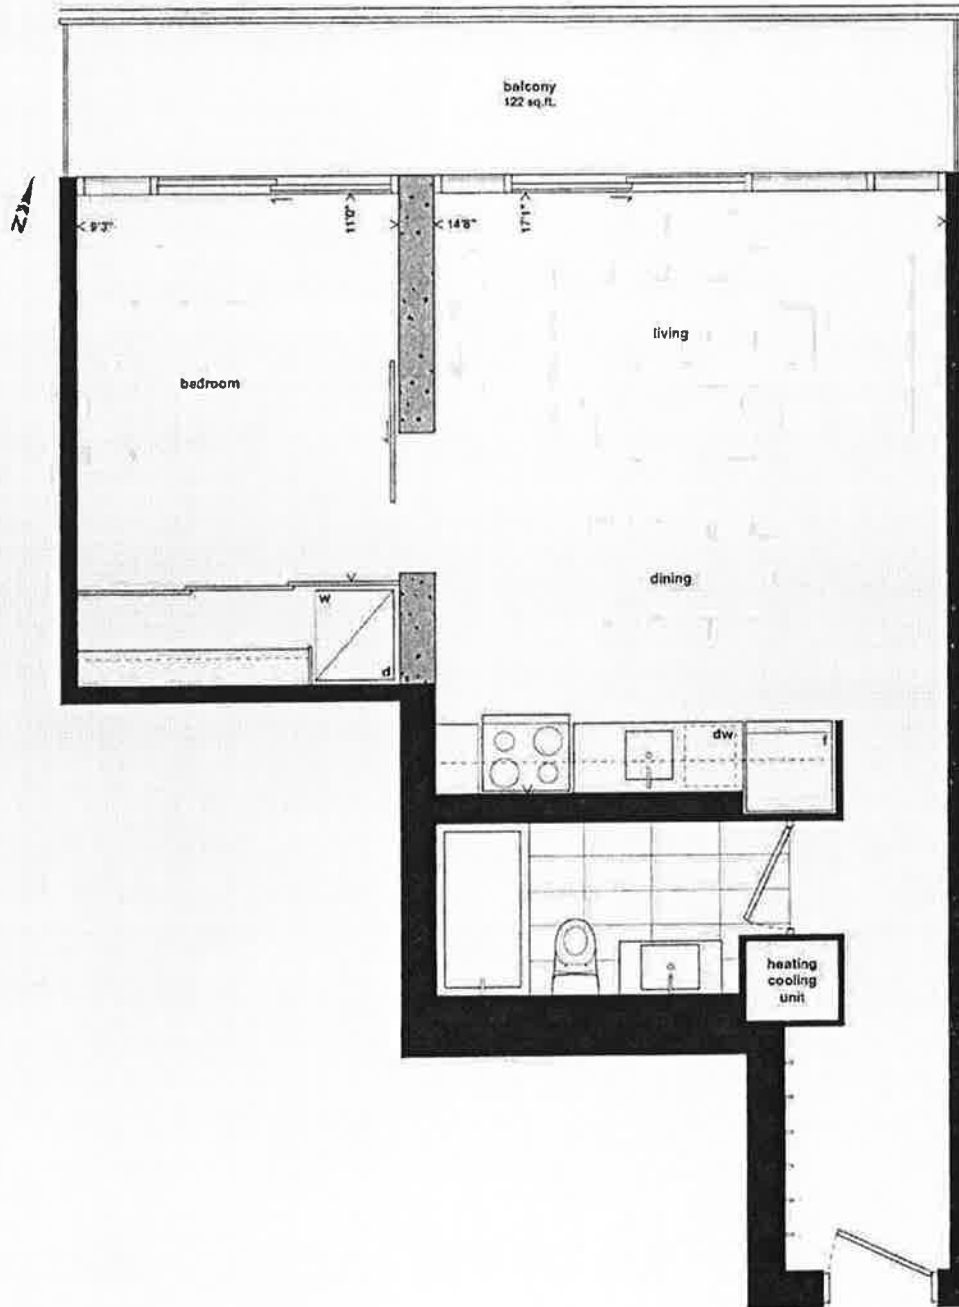 balcony
122 sq.ft.
N
9'3"
11'0"
14'8"
17'1"
living
bedroom
dining
w
d
dw
f
heating
cooling
unit